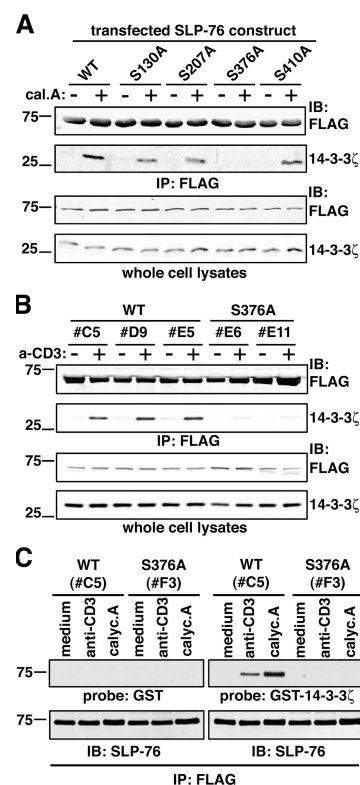 A
transfected SLP-76 construct
WT S130A S207A S376A S410A
cal.A: - + - + - + - + - +
IB:
75 FLAG
25 14-3-3ζ
IP: FLAG
IB:
75 FLAG
25 14-3-3ζ
whole cell lysates
B
WT S376A
#C5 #D9 #E5 #E6 #E11
a-CD3: - + - + - + - + - +
IB:
75 FLAG
25 14-3-3ζ
IP: FLAG
IB:
75 FLAG
25 14-3-3ζ
whole cell lysates
C
WT S376A WT S376A
(#C5) (#F3) (#C5) (#F3)
medium anti-CD3 calyc.A medium anti-CD3 calyc.A medium anti-CD3 calyc.A medium anti-CD3 calyc.A
75
probe: GST probe: GST-14-3-3ζ
75
IB: SLP-76 IB: SLP-76
IP: FLAG